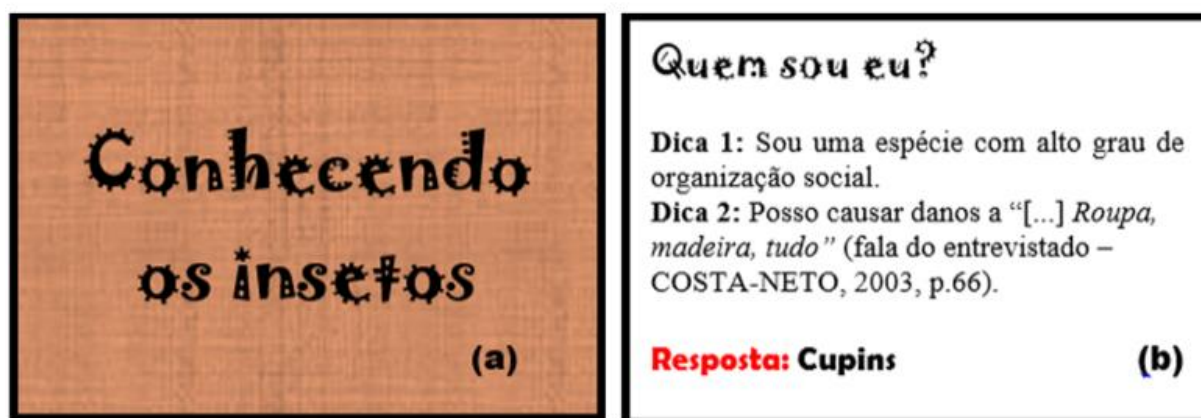 Conhecendo
os insetos
(a)
Quem sou eu?
Dica 1: Sou uma espécie com alto grau de
organização social.
Dica 2: Posso causar danos a “[...] Roupa,
madeira, tudo” (fala do entrevistado –
COSTA-NETO, 2003, p.66).
Resposta: Cupins
(b)